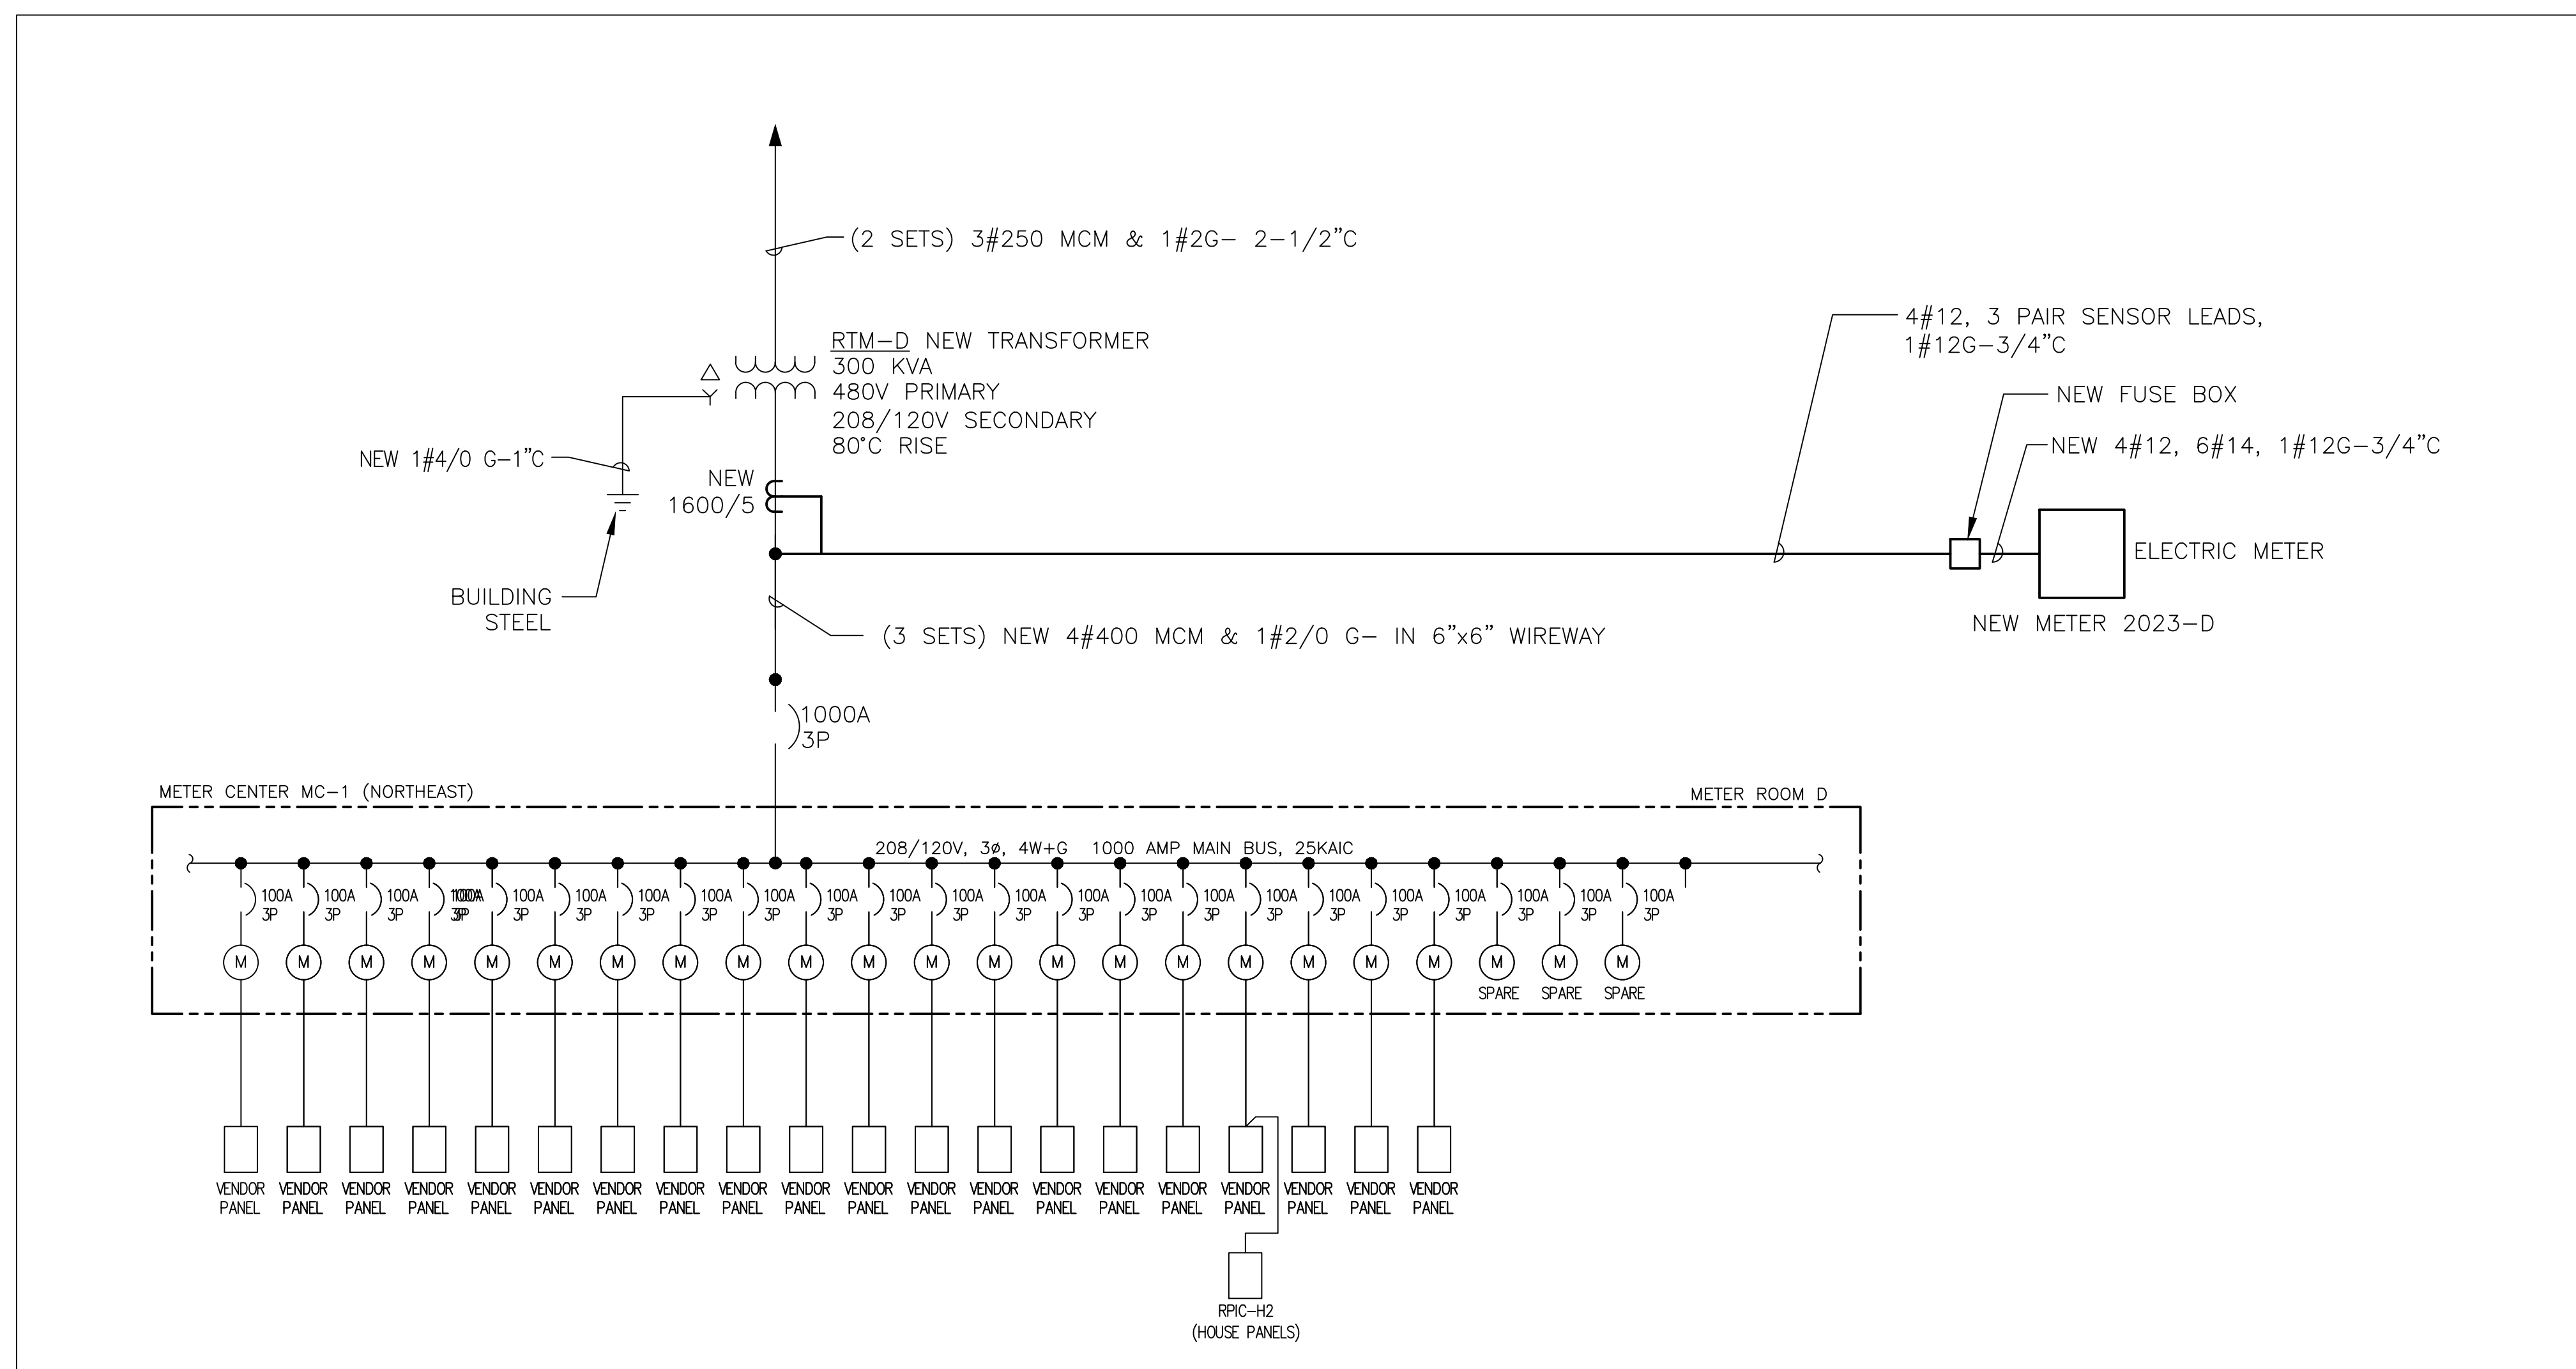 (2 SETS) 3#250 MCM & 1#2G- 2-1/2"C
RTM-D NEW TRANSFORMER
300 KVA
480V PRIMARY
208/120V SECONDARY
80°C RISE
NEW 1#4/0 G-1"C
NEW
1600/5
BUILDING
STEEL
4#12, 3 PAIR SENSOR LEADS,
1#12G-3/4"C
NEW FUSE BOX
NEW 4#12, 6#14, 1#12G-3/4"C
ELECTRIC METER
NEW METER 2023-D
(3 SETS) NEW 4#400 MCM & 1#2/0 G- IN 6"x6" WIREWAY
1000A
3P
METER CENTER MC-1 (NORTHEAST)
METER ROOM D
208/120V, 3ø, 4W+G 1000 AMP MAIN BUS, 25KAIC
100A 100A 100A 100A 100A 100A 100A 100A 100A 100A 100A 100A 100A 100A 100A 100A 100A 100A 100A 100A 100A 100A 100A
3P 3P 3P 3P 3P 3P 3P 3P 3P 3P 3P 3P 3P 3P 3P 3P 3P 3P 3P 3P 3P 3P 3P
M M M M M M M M M M M M M M M M M M M M M M M
SPARE SPARE SPARE
VENDOR VENDOR VENDOR VENDOR VENDOR VENDOR VENDOR VENDOR VENDOR VENDOR VENDOR VENDOR VENDOR VENDOR VENDOR VENDOR VENDOR VENDOR VENDOR VENDOR
PANEL PANEL PANEL PANEL PANEL PANEL PANEL PANEL PANEL PANEL PANEL PANEL PANEL PANEL PANEL PANEL PANEL PANEL PANEL PANEL
RPIC-H2
(HOUSE PANELS)